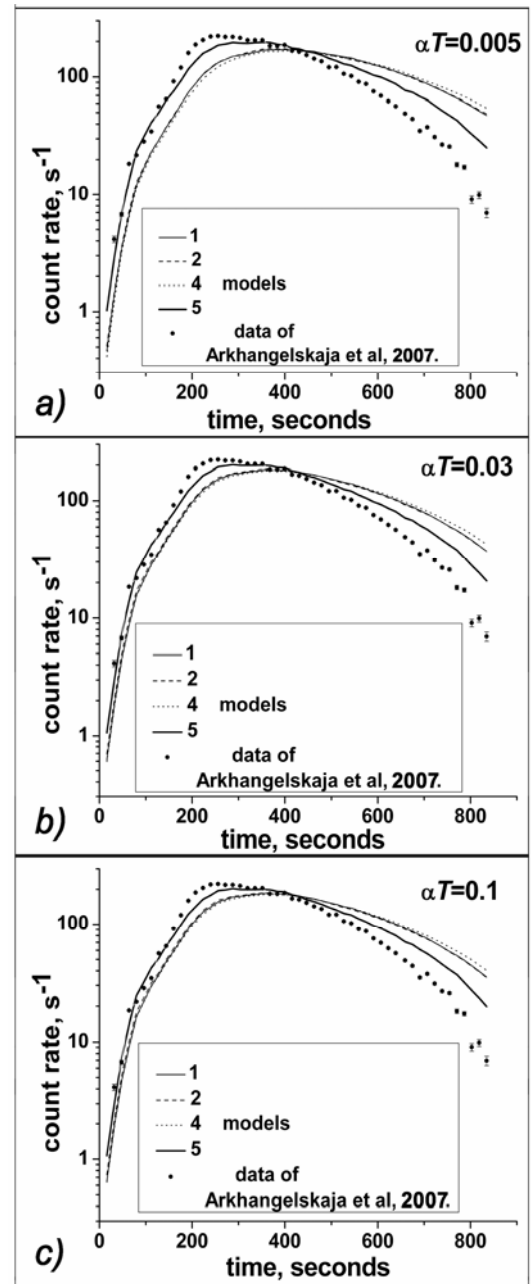 αT=0.005
100
10
1
count rate, s⁻¹
1
2
4 models
5
data of
Arkhangelskaja et al, 2007.
0 200 400 600 800
time, seconds
a)
αT=0.03
100
10
1
count rate, s⁻¹
1
2
4 models
5
data of
Arkhangelskaja et al, 2007.
0 200 400 600 800
time, seconds
b)
αT=0.1
100
10
1
count rate, s⁻¹
1
2
4 models
5
data of
Arkhangelskaja et al, 2007.
0 200 400 600 800
time, seconds
c)